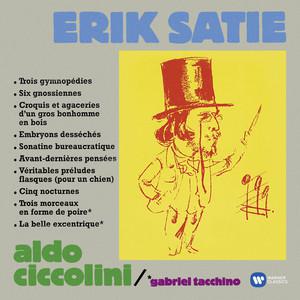 ERIK SATIE
• Trois gymnopédies
• Six gnossiennes
• Croquis et agaceries
d'un gros bonhomme
en bois
• Embryons desséchés
• Sonatine bureaucratique
• Avant-dernières pensées
• Véritables préludes
flasques (pour un chien)
• Cinq nocturnes
• Trois morceaux
en forme de poire*
• La belle excentrique*
aldo
ciccolini/*gabriel tacchino
WARNER
CLASSICS